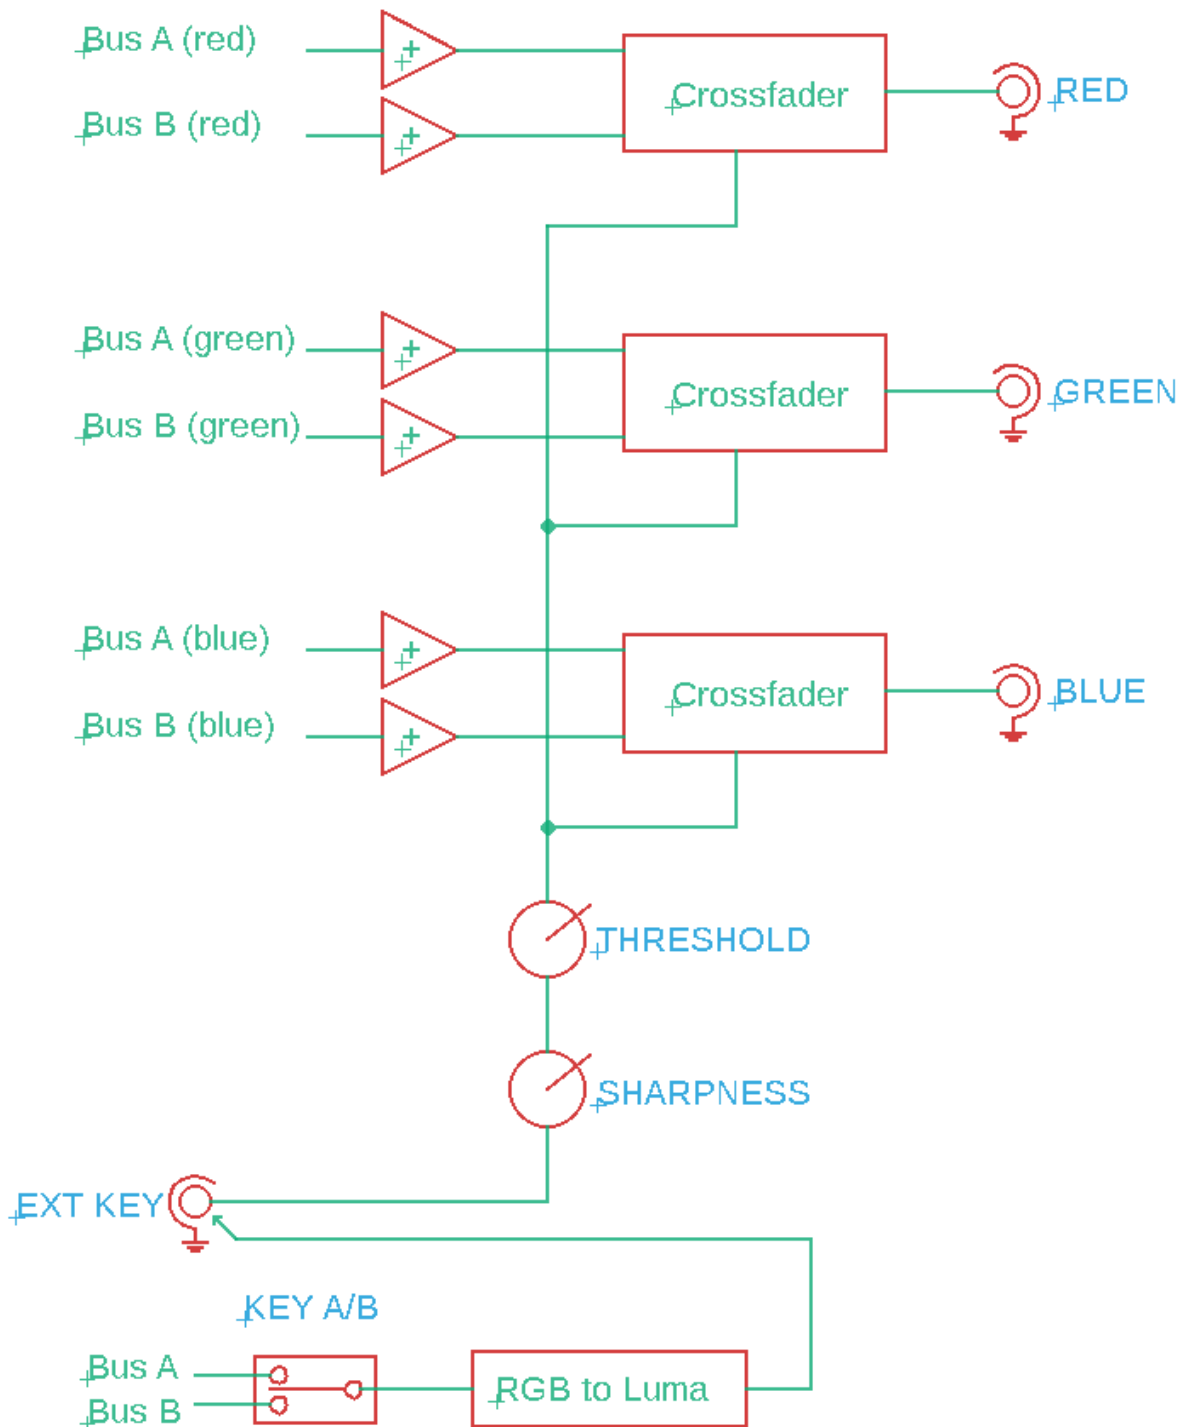 Bus A (red)
Bus B (red)
Crossfader
RED
Bus A (green)
Bus B (green)
Crossfader
GREEN
Bus A (blue)
Bus B (blue)
Crossfader
BLUE
THRESHOLD
SHARPNESS
EXT KEY
KEY A/B
Bus A
Bus B
RGB to Luma